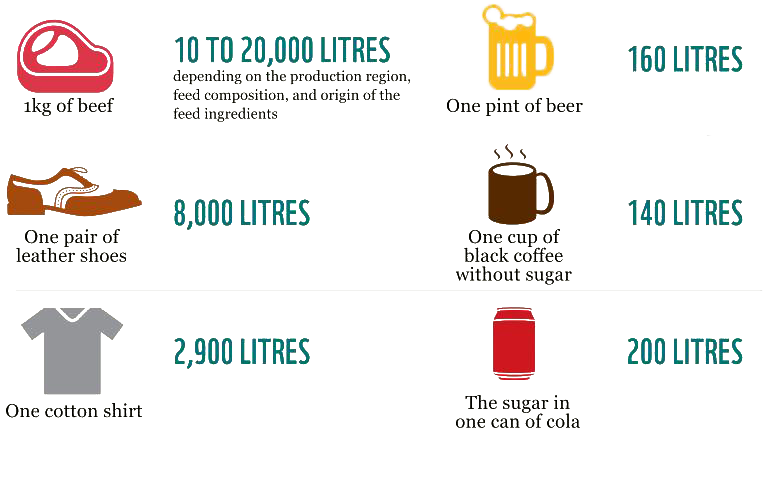 10 TO 20,000 LITRES
depending on the production region,
feed composition, and origin of the
feed ingredients
1kg of beef
160 LITRES
One pint of beer
8,000 LITRES
One pair of
leather shoes
140 LITRES
One cup of
black coffee
without sugar
2,900 LITRES
One cotton shirt
200 LITRES
The sugar in
one can of cola